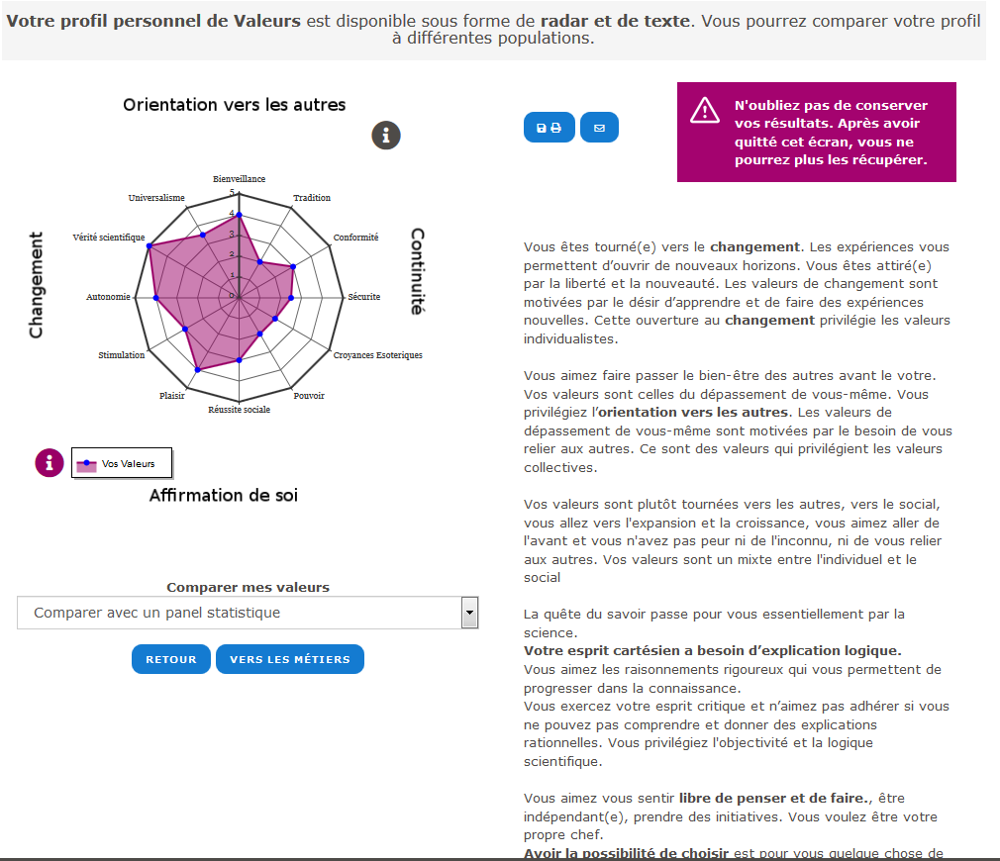 Votre profil personnel de Valeurs est disponible sous forme de radar et de texte. Vous pourrez comparer votre profil
à différentes populations.
Orientation vers les autres
N'oubliez pas de conserver
vos résultats. Après avoir
quitté cet écran, vous ne
pourrez plus les récupérer.
Changement
Continuité
Bienveillance
Tradition
Conformité
Sécurite
Croyances Esoteriques
Pouvoir
Réussite sociale
Plaisir
Stimulation
Autonomie
Vérité scientifique
Universalisme
5
4
3
2
1
0
Vos Valeurs
Affirmation de soi
Comparer mes valeurs
Comparer avec un panel statistique
RETOUR
VERS LES MÉTIERS
Vous êtes tourné(e) vers le changement. Les expériences vous
permettent d’ouvrir de nouveaux horizons. Vous êtes attiré(e)
par la liberté et la nouveauté. Les valeurs de changement sont
motivées par le désir d’apprendre et de faire des expériences
nouvelles. Cette ouverture au changement privilégie les valeurs
individualistes.
Vous aimez faire passer le bien-être des autres avant le votre.
Vos valeurs sont celles du dépassement de vous-même. Vous
privilégiez l’orientation vers les autres. Les valeurs de
dépassement de vous-même sont motivées par le besoin de vous
relier aux autres. Ce sont des valeurs qui privilégient les valeurs
collectives.
Vos valeurs sont plutôt tournées vers les autres, vers le social,
vous allez vers l'expansion et la croissance, vous aimez aller de
l'avant et vous n'avez pas peur ni de l'inconnu, ni de vous relier
aux autres. Vos valeurs sont un mixte entre l'individuel et le
social
La quête du savoir passe pour vous essentiellement par la
science.
Votre esprit cartésien a besoin d’explication logique.
Vous aimez les raisonnements rigoureux qui vous permettent de
progresser dans la connaissance.
Vous exercez votre esprit critique et n’aimez pas adhérer si vous
ne pouvez pas comprendre et donner des explications
rationnelles. Vous privilégiez l'objectivité et la logique
scientifique.
Vous aimez vous sentir libre de penser et de faire., être
indépendant(e), prendre des initiatives. Vous voulez être votre
propre chef.
Avoir la possibilité de choisir est pour vous quelque chose de